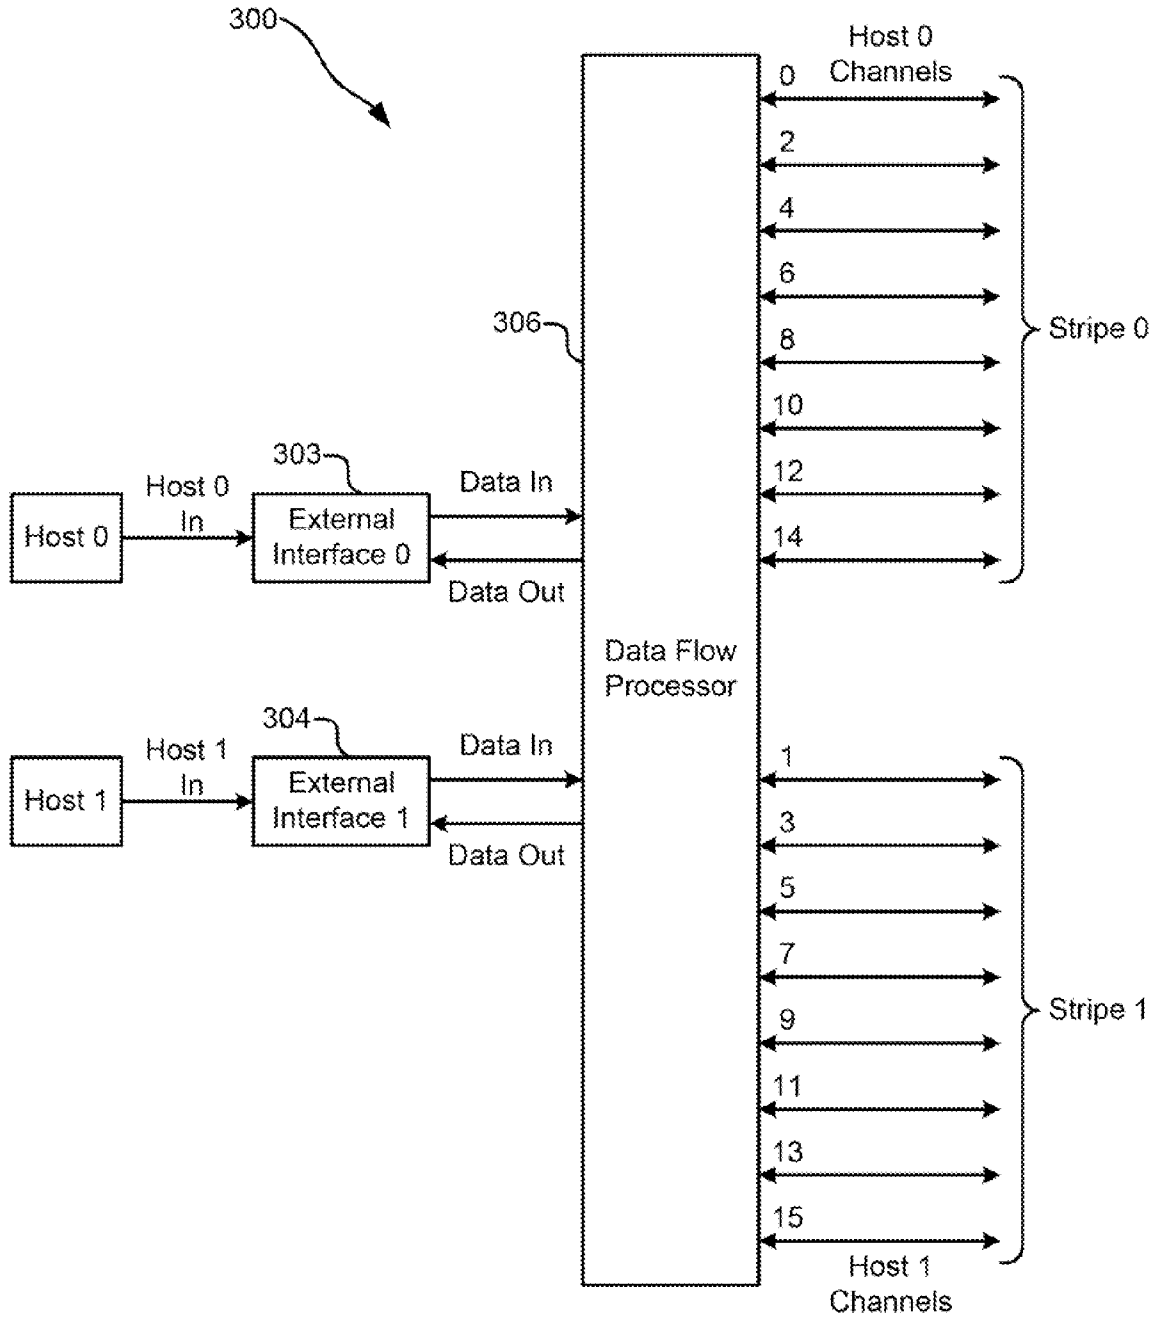 300
Host 0
Channels
0
2
4
6
8
10
12
14
Stripe 0
306
303
Host 0
In
Host 0
External
Interface 0
Data In
Data Out
Data Flow
Processor
304
Host 1
In
Host 1
External
Interface 1
Data In
Data Out
1
3
5
7
9
11
13
15
Stripe 1
Host 1
Channels